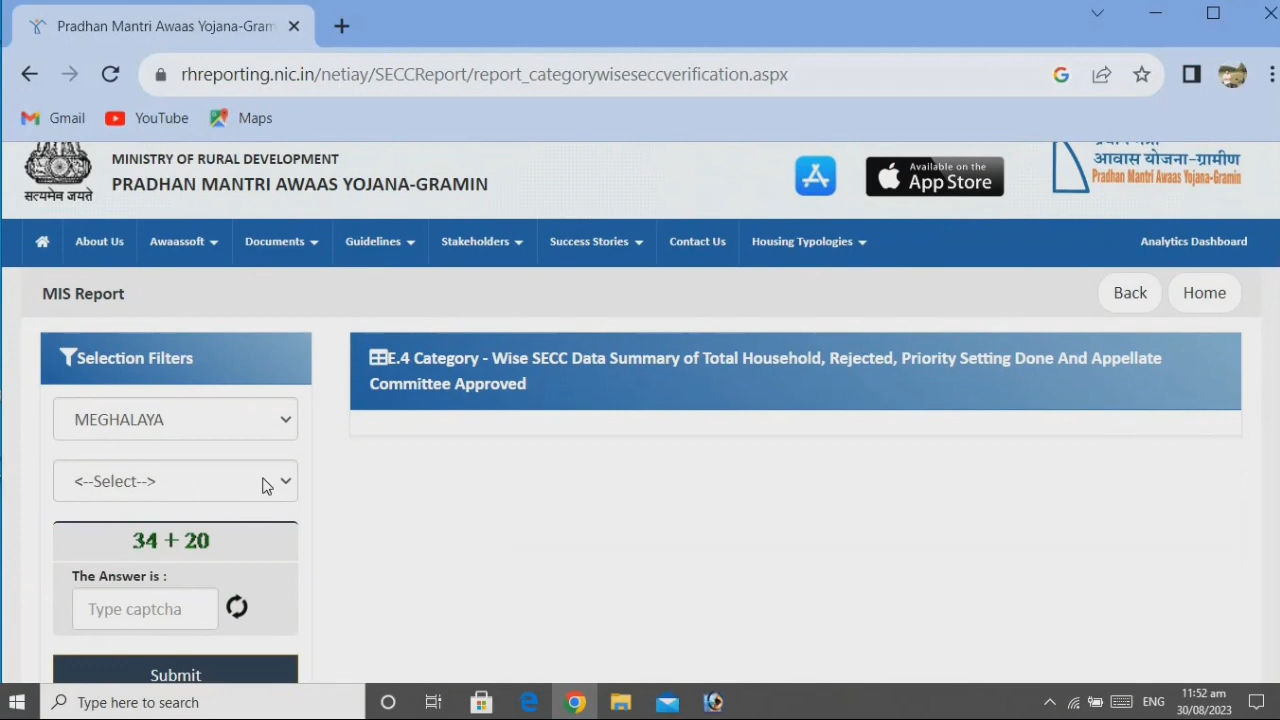 Pradhan Mantri Awaas Yojana-Gram
rhreporting.nic.in/netiay/SECCReport/report_categorywiseseccverification.aspx
Gmail YouTube Maps
MINISTRY OF RURAL DEVELOPMENT
PRADHAN MANTRI AWAAS YOJANA-GRAMIN
सत्यमेव जयते
Available on the
App Store
आवास योजना-ग्रामीण
Pradhan Mantri Awaas Yojna-Gramin
About Us Awaassoft Documents Guidelines Stakeholders Success Stories Contact Us Housing Typologies Analytics Dashboard
MIS Report
Back Home
Selection Filters
E.4 Category - Wise SECC Data Summary of Total Household, Rejected, Priority Setting Done And Appellate
Committee Approved
MEGHALAYA
<--Select-->
34 + 20
The Answer is :
Type captcha
Submit
Type here to search
ENG
11:52 am
30/08/2023